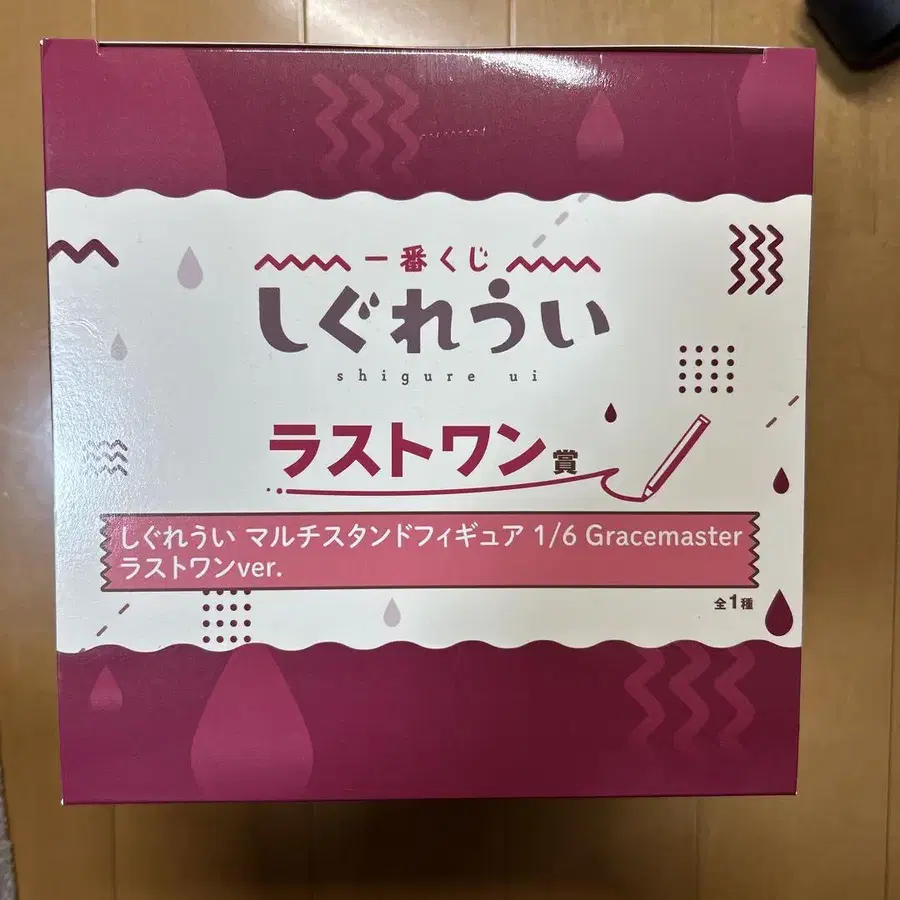 一番くじ
しぐれうい
shigure ui
ラストワン賞
しぐれうい マルチスタンドフィギュア 1/6 Gracemaster
ラストワンver.
全1種